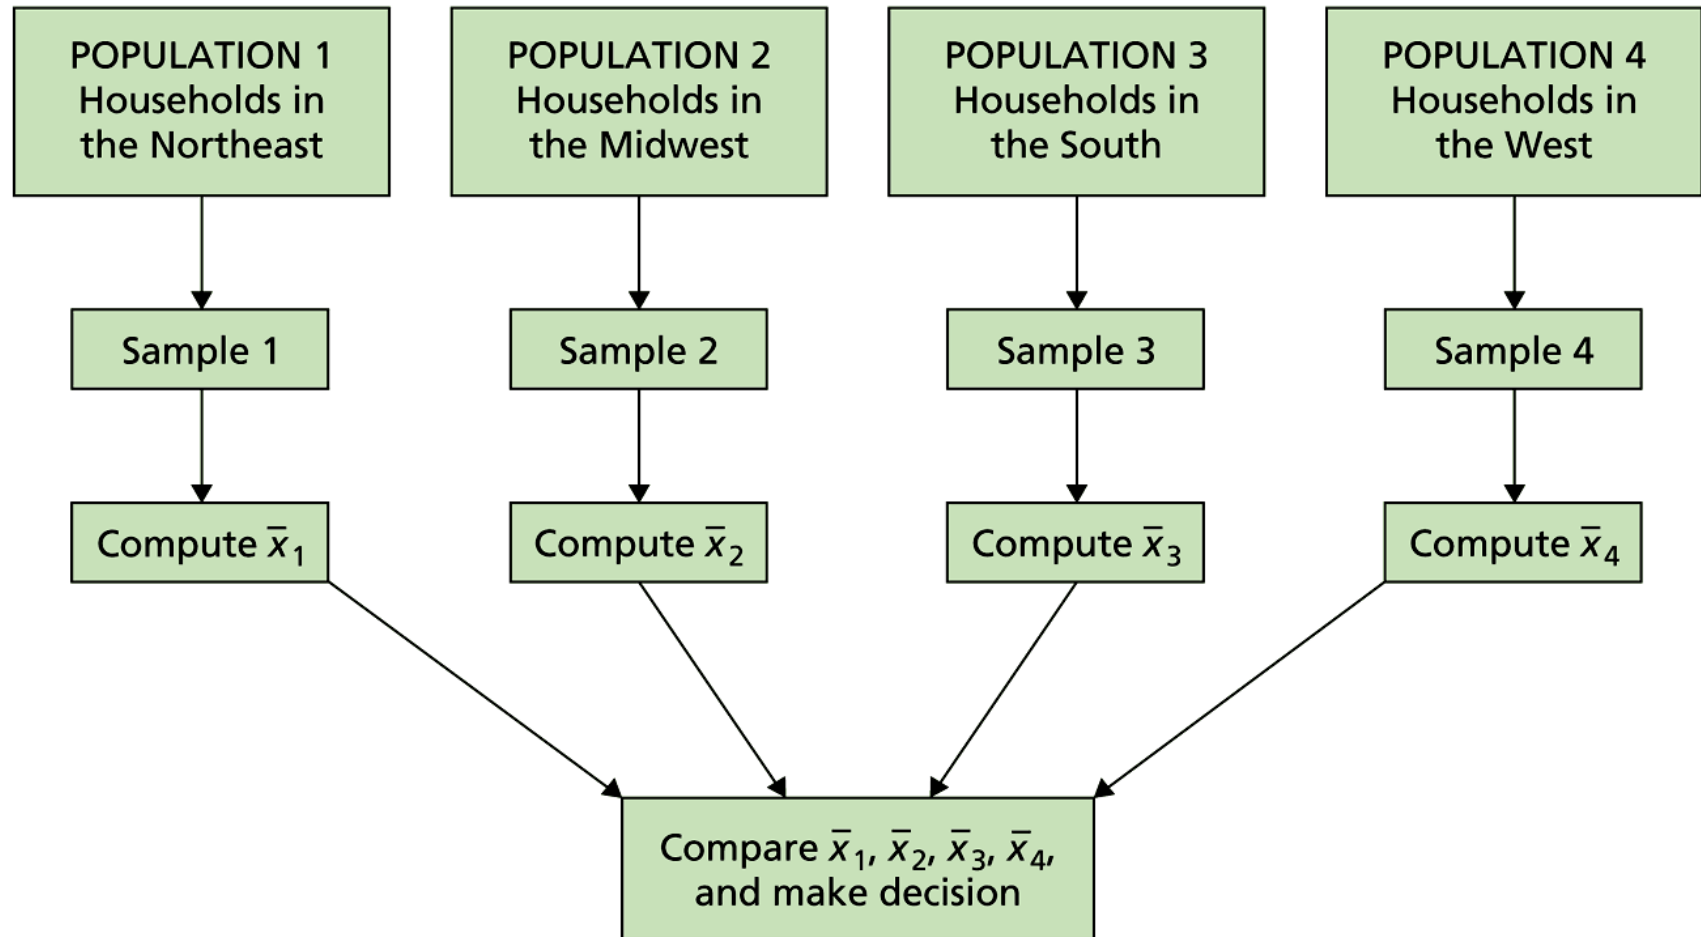 POPULATION 1
Households in
the Northeast
POPULATION 2
Households in
the Midwest
POPULATION 3
Households in
the South
POPULATION 4
Households in
the West
Sample 1
Sample 2
Sample 3
Sample 4
Compute x̄₁
Compute x̄₂
Compute x̄₃
Compute x̄₄
Compare x̄₁, x̄₂, x̄₃, x̄₄,
and make decision